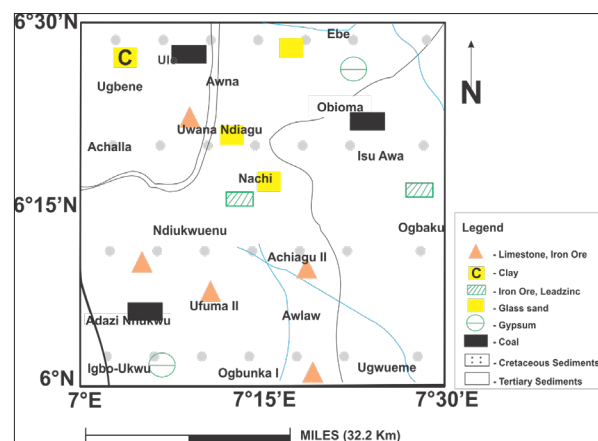 6°30'N
Ebe
C
Ulo
Ugbene
Awna
N
Obioma
Uwana Ndiagu
Achalla
Isu Awa
Nachi
6°15'N
Ogbaku
Ndiukwuenu
Legend
Achiagu II
- Limestone, Iron Ore
C - Clay
- Iron Ore, Leadzinc
Ufuma II
- Glass sand
Adazi Nnukwu
Awlaw
- Gypsum
- Coal
Igbo-Ukwu
Ogbunka I
Ugwueme
- Cretaceous Sediments
6°N
- Tertiary Sediments
7°E
7°15'E
7°30'E
MILES (32.2 Km)